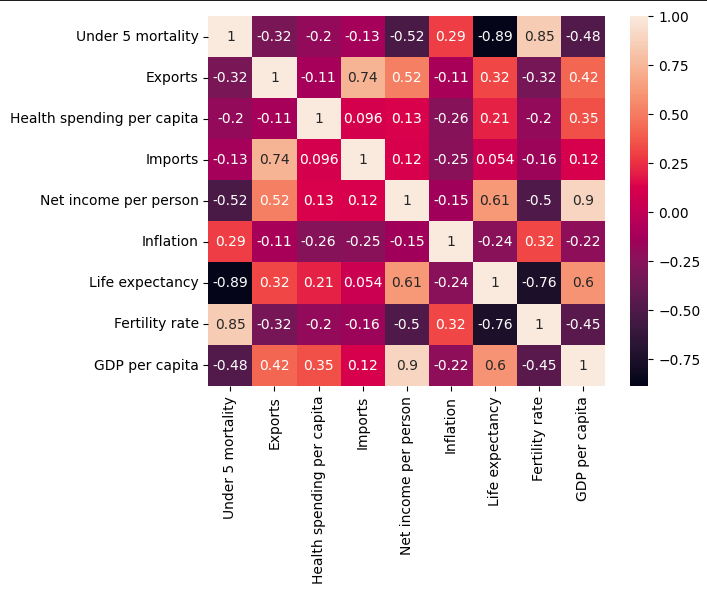 Under 5 mortality 1 -0.32 -0.2 -0.13 -0.52 0.29 -0.89 0.85 -0.48
Exports -0.32 1 -0.11 0.74 0.52 -0.11 0.32 -0.32 0.42
Health spending per capita -0.2 -0.11 1 0.096 0.13 -0.26 0.21 -0.2 0.35
Imports -0.13 0.74 0.096 1 0.12 -0.25 0.054 -0.16 0.12
Net income per person -0.52 0.52 0.13 0.12 1 -0.15 0.61 -0.5 0.9
Inflation 0.29 -0.11 -0.26 -0.25 -0.15 1 -0.24 0.32 -0.22
Life expectancy -0.89 0.32 0.21 0.054 0.61 -0.24 1 -0.76 0.6
Fertility rate 0.85 -0.32 -0.2 -0.16 -0.5 0.32 -0.76 1 -0.45
GDP per capita -0.48 0.42 0.35 0.12 0.9 -0.22 0.6 -0.45 1
Under 5 mortality
Exports
Health spending per capita
Imports
Net income per person
Inflation
Life expectancy
Fertility rate
GDP per capita
1.00
0.75
0.50
0.25
0.00
−0.25
−0.50
−0.75